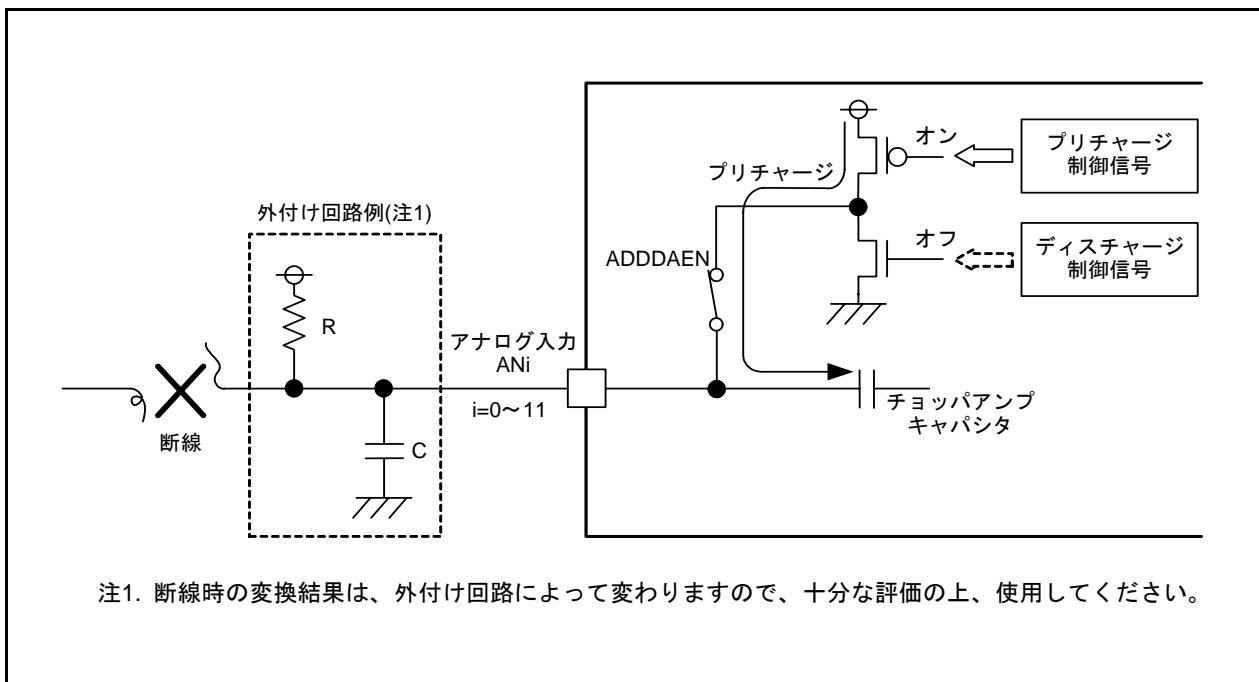 オン
プリチャージ
制御信号
プリチャージ
外付け回路例(注1)
オフ
ディスチャージ
制御信号
ADDDAEN
R
アナログ入力
ANi
i=0~11
チョッパアンプ
キャパシタ
断線
C
注1. 断線時の変換結果は、外付け回路によって変わりますので、十分な評価の上、使用してください。